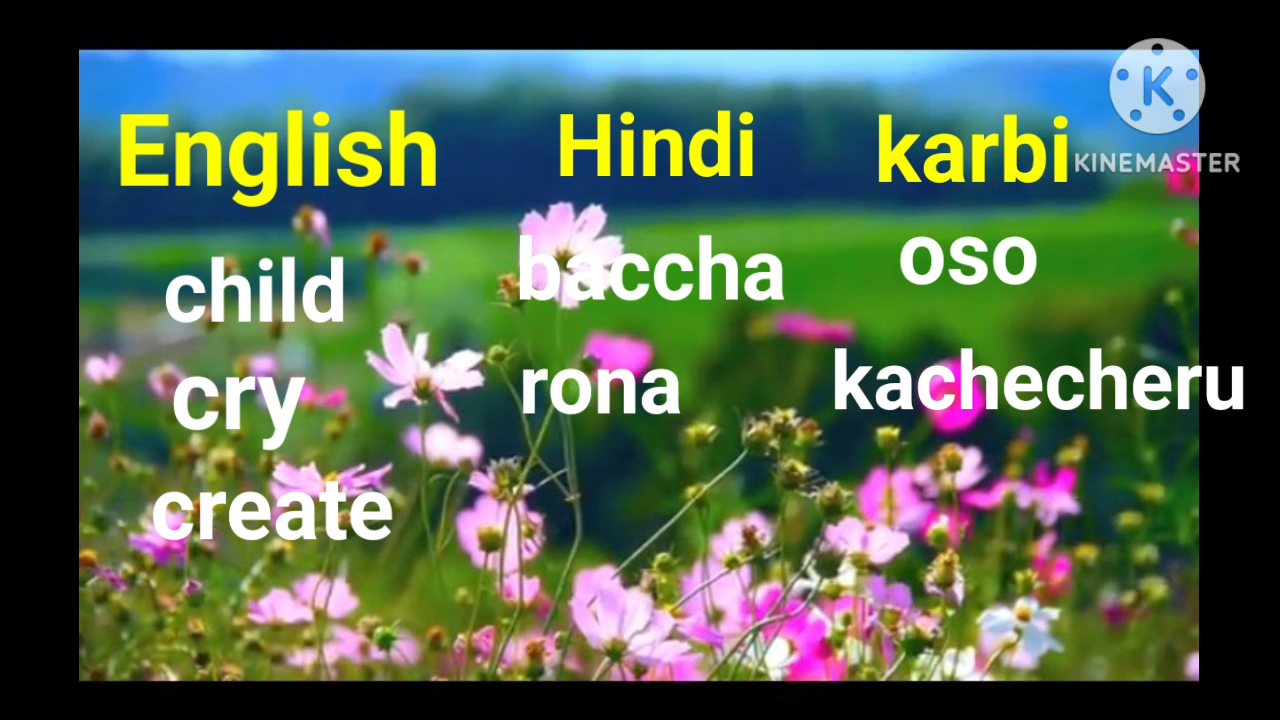 English Hindi karbi
KINEMASTER
child baccha oso
cry rona kachecheru
create